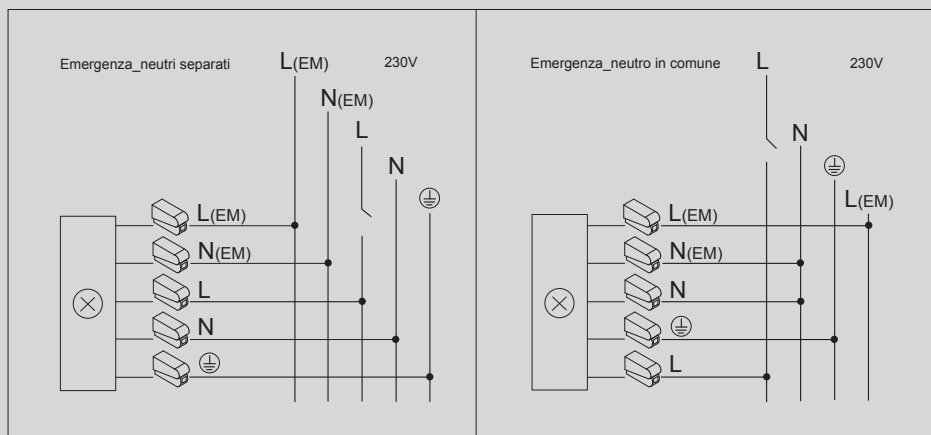 Emergenza_neutri separati
L(EM)
230V
N(EM)
L
N
L(EM)
N(EM)
L
N
Emergenza_neutro in comune
L
230V
N
L(EM)
L(EM)
N(EM)
N
L